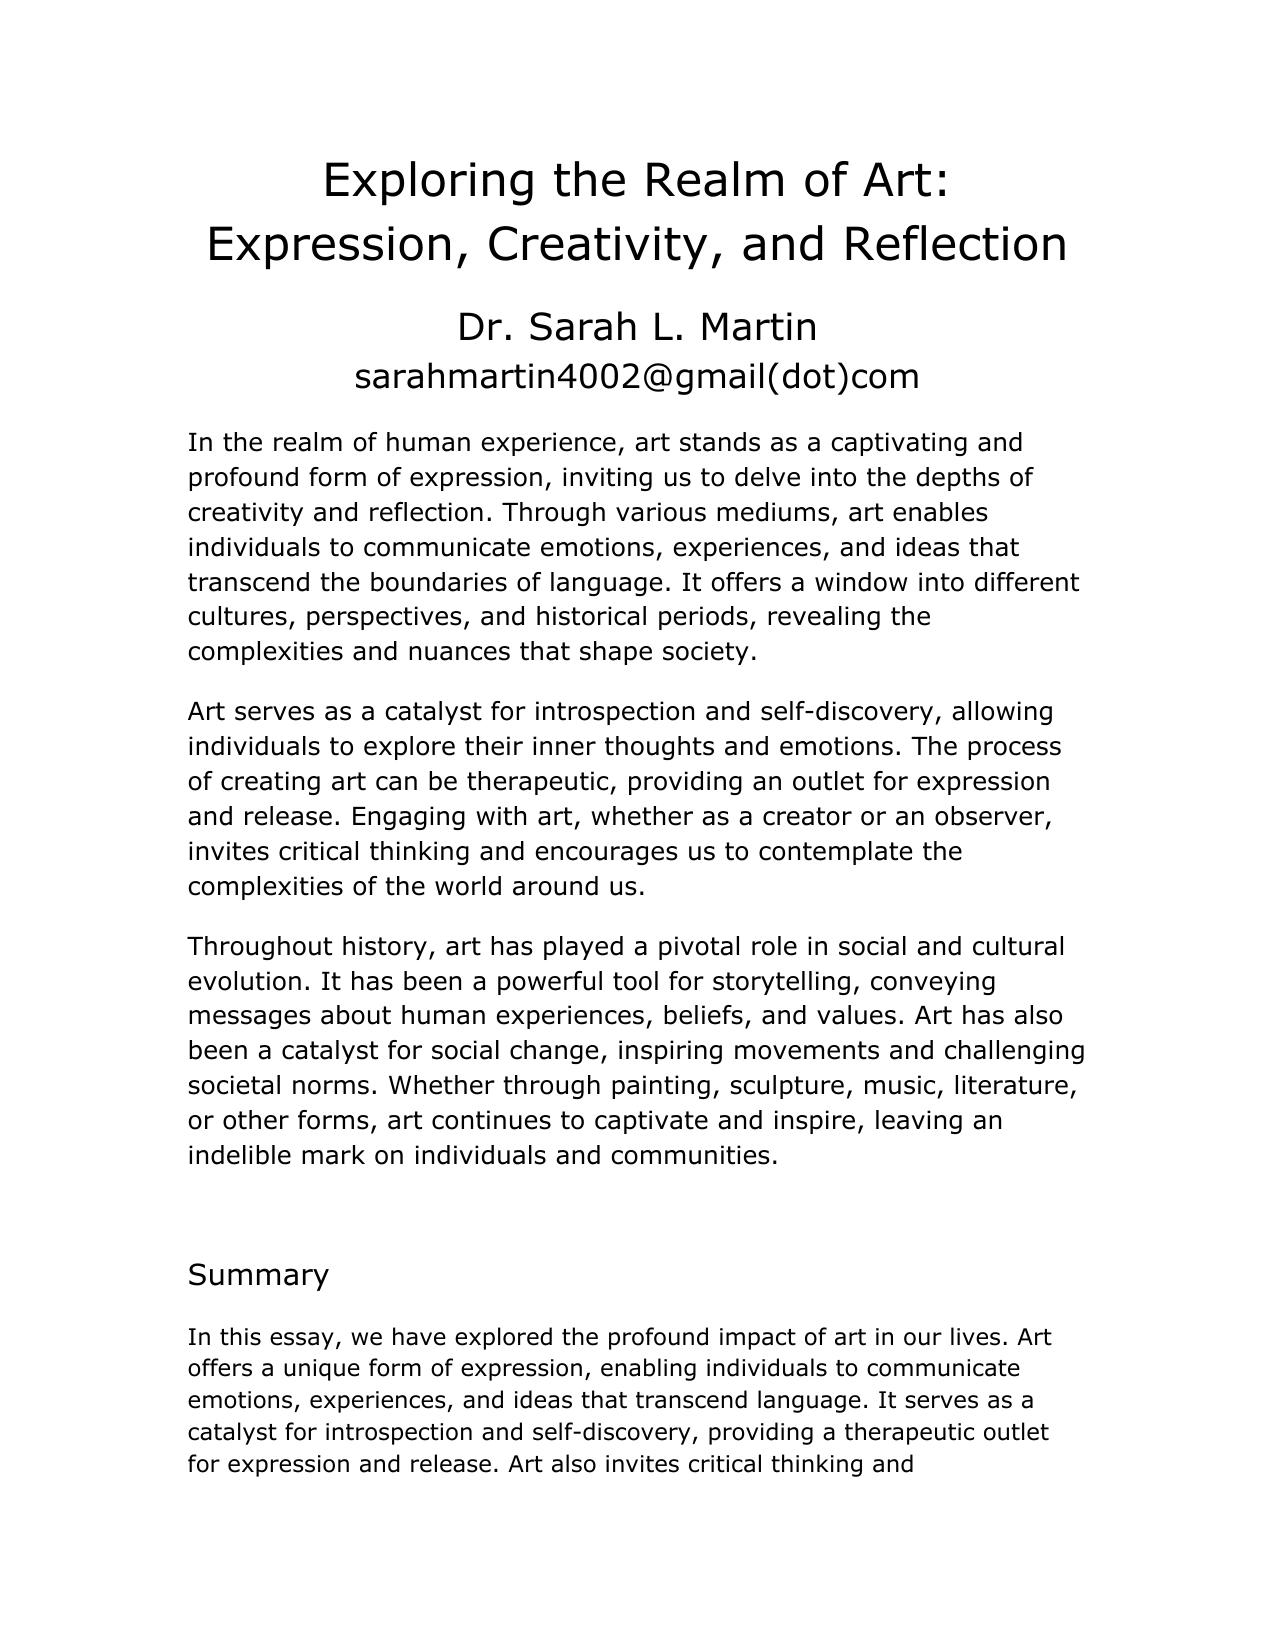 Exploring the Realm of Art:
Expression, Creativity, and Reflection
Dr. Sarah L. Martin
sarahmartin4002@gmail(dot)com
In the realm of human experience, art stands as a captivating and
profound form of expression, inviting us to delve into the depths of
creativity and reflection. Through various mediums, art enables
individuals to communicate emotions, experiences, and ideas that
transcend the boundaries of language. It offers a window into different
cultures, perspectives, and historical periods, revealing the
complexities and nuances that shape society.
Art serves as a catalyst for introspection and self-discovery, allowing
individuals to explore their inner thoughts and emotions. The process
of creating art can be therapeutic, providing an outlet for expression
and release. Engaging with art, whether as a creator or an observer,
invites critical thinking and encourages us to contemplate the
complexities of the world around us.
Throughout history, art has played a pivotal role in social and cultural
evolution. It has been a powerful tool for storytelling, conveying
messages about human experiences, beliefs, and values. Art has also
been a catalyst for social change, inspiring movements and challenging
societal norms. Whether through painting, sculpture, music, literature,
or other forms, art continues to captivate and inspire, leaving an
indelible mark on individuals and communities.
Summary
In this essay, we have explored the profound impact of art in our lives. Art
offers a unique form of expression, enabling individuals to communicate
emotions, experiences, and ideas that transcend language. It serves as a
catalyst for introspection and self-discovery, providing a therapeutic outlet
for expression and release. Art also invites critical thinking and